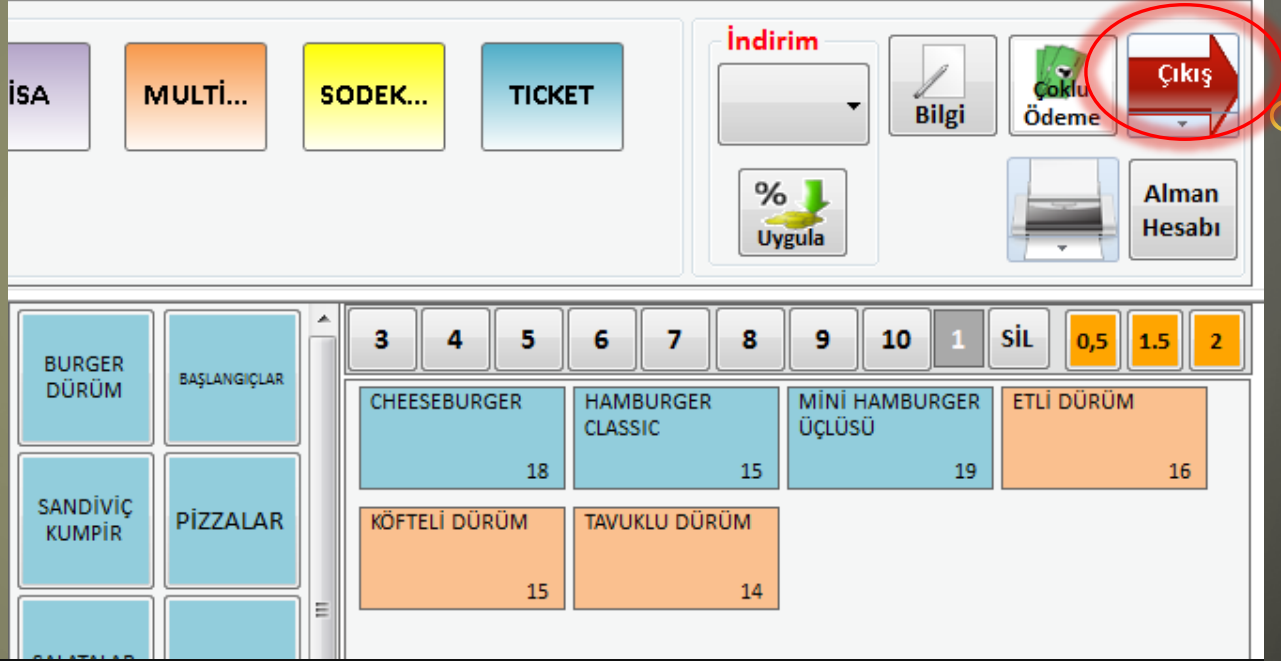 İSA
MULTİ...
SODEK...
TICKET
İndirim
Bilgi
Çoklu
Ödeme
Çıkış
%
Uygula
Alman
Hesabı
BURGER
DÜRÜM
BAŞLANGIÇLAR
SANDİVİÇ
KUMPİR
PİZZALAR
3 4 5 6 7 8 9 10 1 SİL 0,5 1.5 2
CHEESEBURGER
18
HAMBURGER
CLASSIC
15
MİNİ HAMBURGER
ÜÇLÜSÜ
19
ETLİ DÜRÜM
16
KÖFTELİ DÜRÜM
15
TAVUKLU DÜRÜM
14